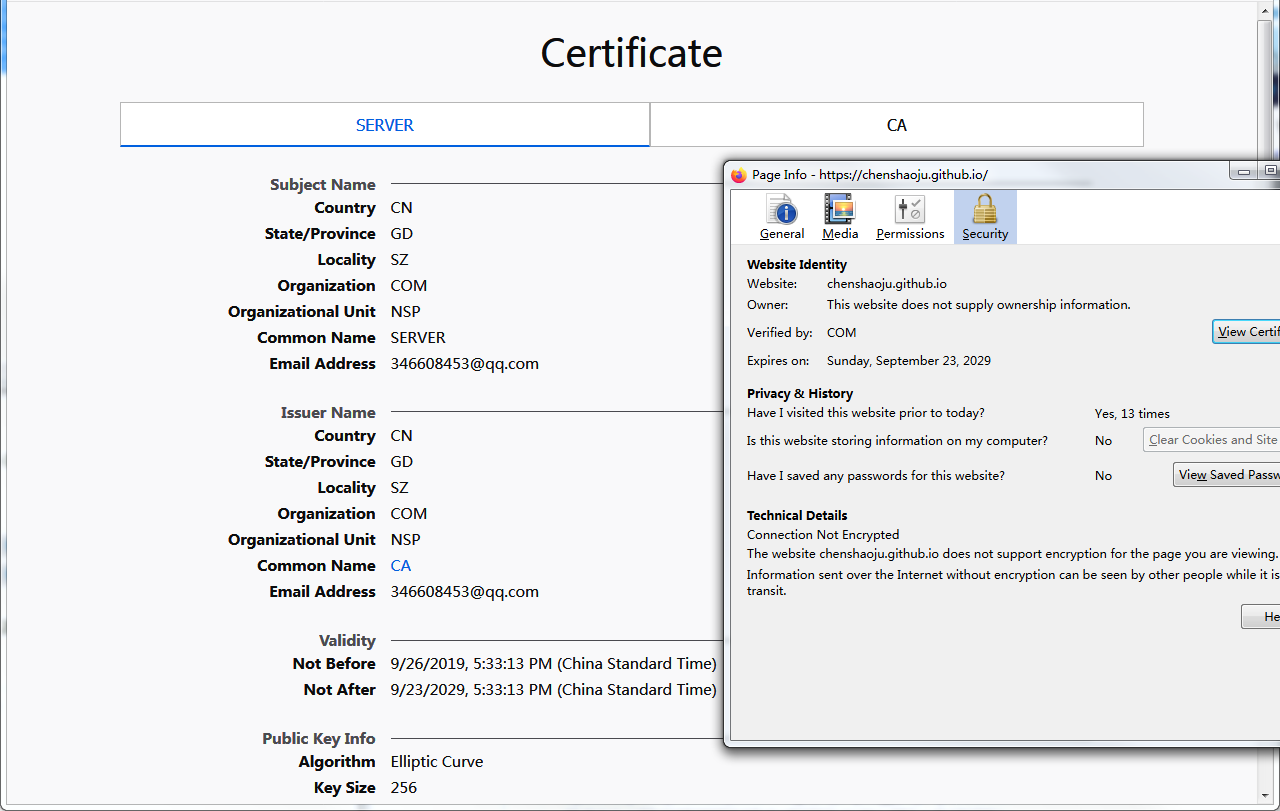 Certificate
SERVER
CA
Subject Name
Country CN
State/Province GD
Locality SZ
Organization COM
Organizational Unit NSP
Common Name SERVER
Email Address 346608453@qq.com
Issuer Name
Country CN
State/Province GD
Locality SZ
Organization COM
Organizational Unit NSP
Common Name CA
Email Address 346608453@qq.com
Validity
Not Before 9/26/2019, 5:33:13 PM (China Standard Time)
Not After 9/23/2029, 5:33:13 PM (China Standard Time)
Public Key Info
Algorithm Elliptic Curve
Key Size 256
Page Info - https://chenshaoju.github.io/
General Media Permissions Security
Website Identity
Website: chenshaoju.github.io
Owner: This website does not supply ownership information.
Verified by: COM
View Certif
Expires on: Sunday, September 23, 2029
Privacy & History
Have I visited this website prior to today? Yes, 13 times
Is this website storing information on my computer? No Clear Cookies and Site
Have I saved any passwords for this website? No View Saved Passw
Technical Details
Connection Not Encrypted
The website chenshaoju.github.io does not support encryption for the page you are viewing.
Information sent over the Internet without encryption can be seen by other people while it is
transit.
He